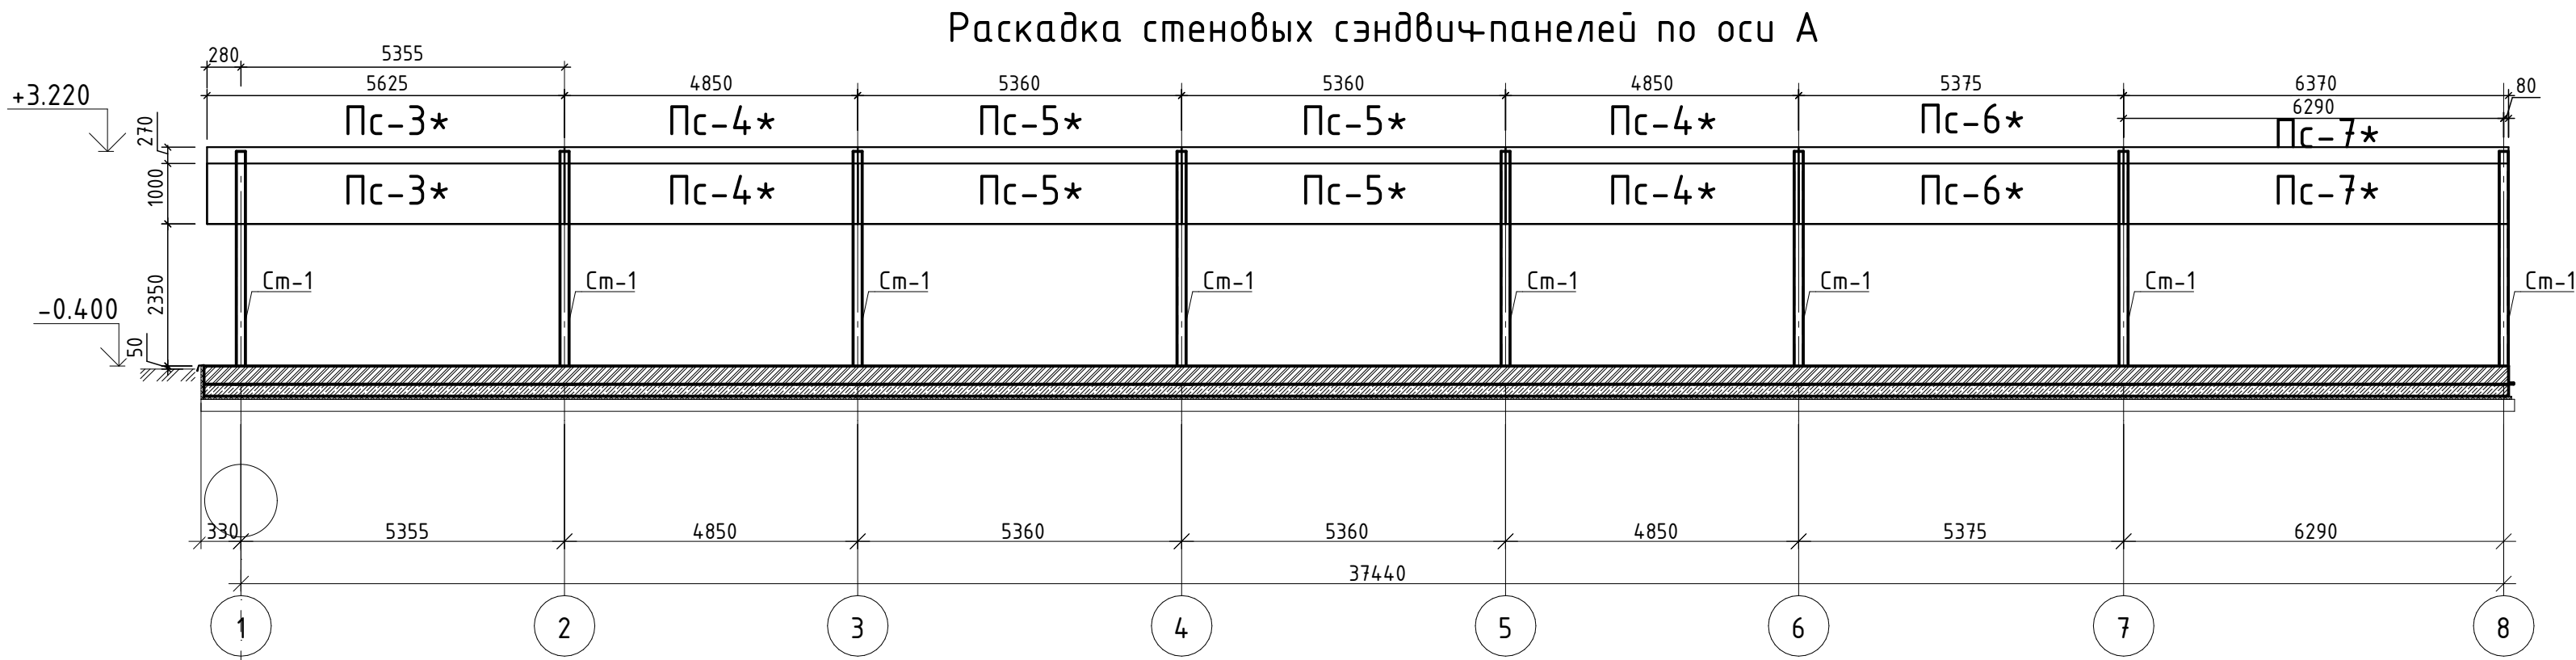 Раскадка стеновых сэндвич-панелей по оси А
280 5355
5625 4850 5360 5360 4850 5375 6370 80
6290
+3.220
Пс-3* Пс-4* Пс-5* Пс-5* Пс-4* Пс-6* Пс-7*
270
1000
Пс-3* Пс-4* Пс-5* Пс-5* Пс-4* Пс-6* Пс-7*
2350
Ст-1 Ст-1 Ст-1 Ст-1 Ст-1 Ст-1 Ст-1 Ст-1
-0.400
50
330 5355 4850 5360 5360 4850 5375 6290
37440
1 2 3 4 5 6 7 8